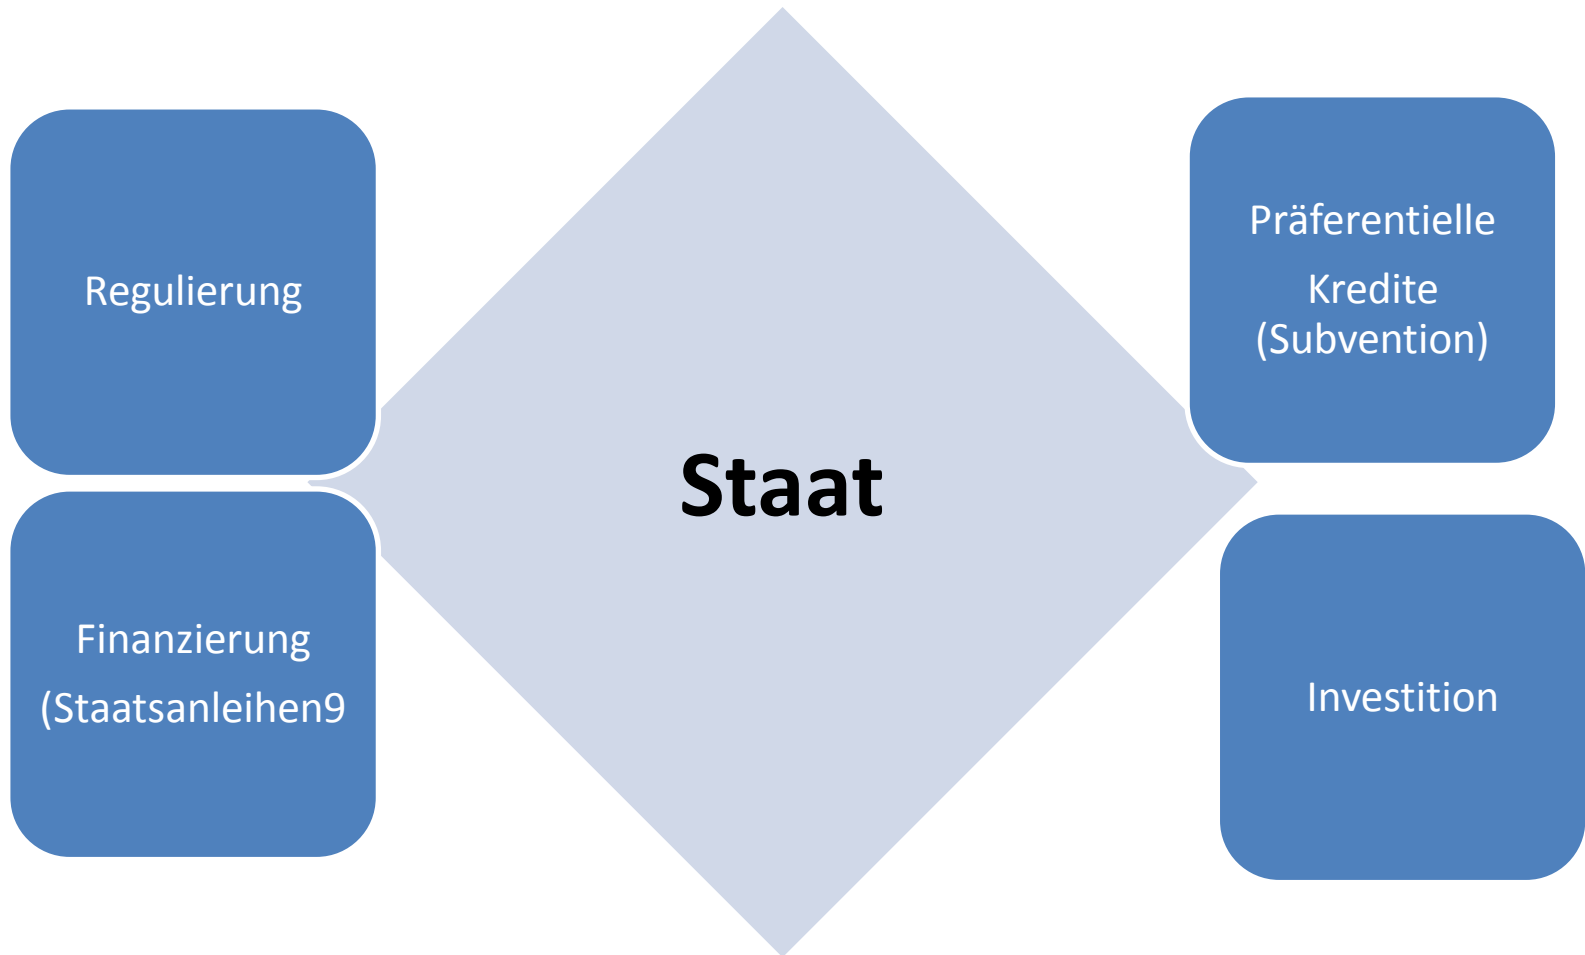 Regulierung
Finanzierung
(Staatsanleihen9
Staat
Präferentielle
Kredite
(Subvention)
Investition